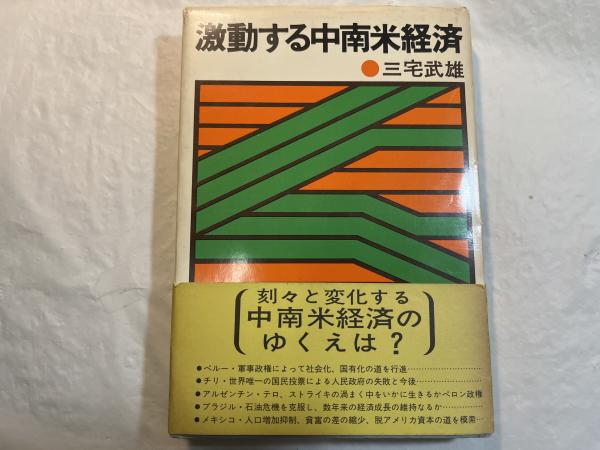 激動する中南米経済
●三宅武雄
刻々と変化する
中南米経済の
ゆくえは？
●ペルー・軍事政権によって社会化、国有化の道を行進……………
●チリ・世界唯一の国民投票による人民政府の失敗と今後……………
●アルゼンチン・テロ、ストライキの渦まく中をいかに生きるかペロン政権
●ブラジル・石油危機を克服し、数年来の経済成長の維持なるか……………
●メキシコ・人口増加抑制、貧富の差の縮少、脱アメリカ資本の道を模索…